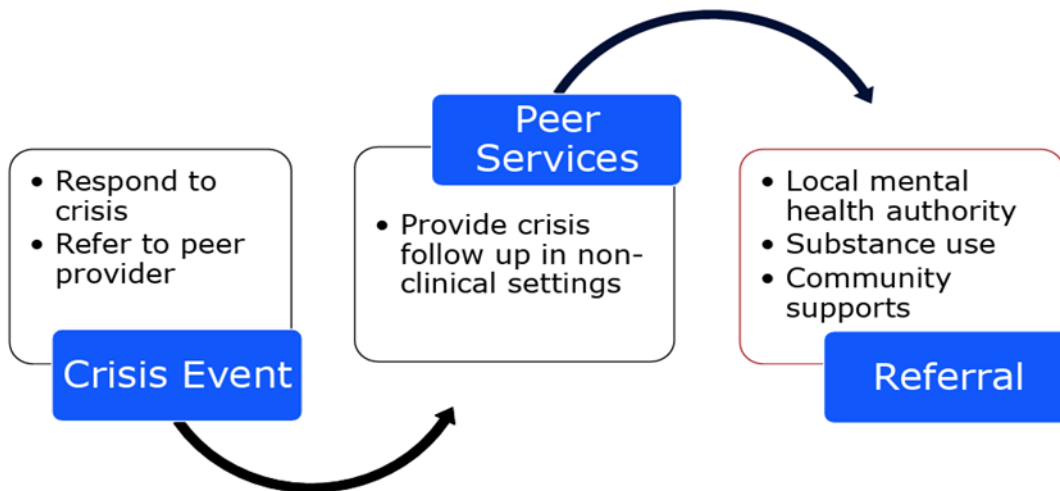 • Respond to
crisis
• Refer to peer
provider
Crisis Event
Peer
Services
• Provide crisis
follow up in non-
clinical settings
• Local mental
health authority
• Substance use
• Community
supports
Referral